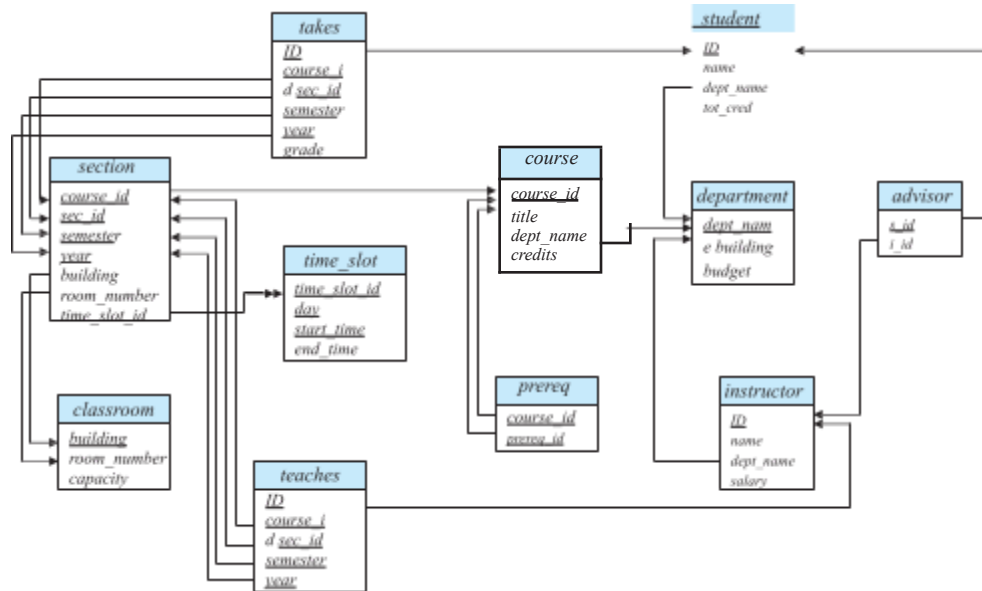 takes
ID
course_i
d sec_id
semester
year
grade
student
ID
name
dept_name
tot_cred
section
course_id
sec_id
semester
year
building
room_number
time_slot_id
course
course_id
title
dept_name
credits
department
dept_nam
e building
budget
advisor
s_id
i_id
time_slot
time_slot_id
day
start_time
end_time
prereq
course_id
prereq_id
instructor
ID
name
dept_name
salary
classroom
building
room_number
capacity
teaches
ID
course_i
d sec_id
semester
year